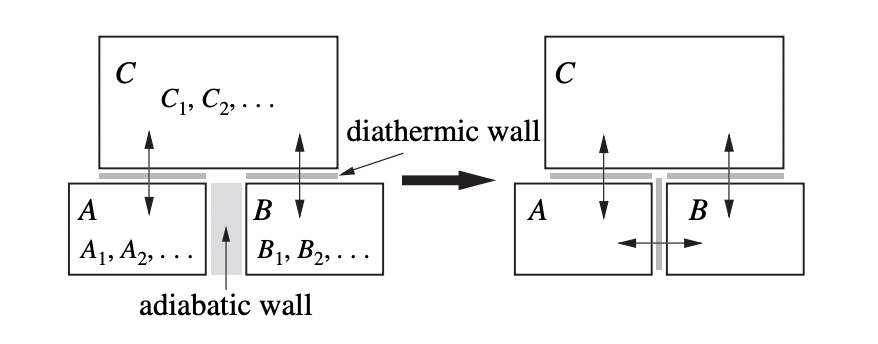 C
C₁, C₂, . . .
diathermic wall
A
A₁, A₂, . . .
B
B₁, B₂, . . .
adiabatic wall
C
A
B